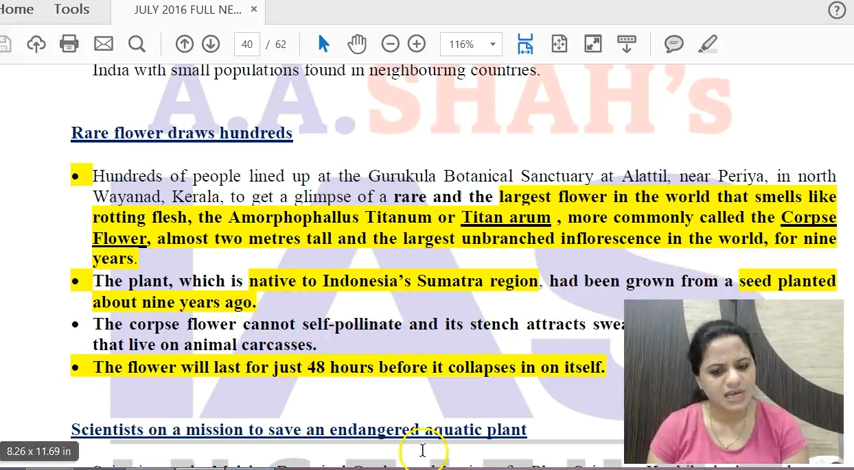 Home Tools JULY 2016 FULL NE... ×
40 / 62 116%
India with small populations found in neighbouring countries.
A.A.SHAH's
Rare flower draws hundreds
• Hundreds of people lined up at the Gurukula Botanical Sanctuary at Alattil, near Periya, in north
Wayanad, Kerala, to get a glimpse of a rare and the largest flower in the world that smells like
rotting flesh, the Amorphophallus Titanum or Titan arum , more commonly called the Corpse
Flower, almost two metres tall and the largest unbranched inflorescence in the world, for nine
years.
• The plant, which is native to Indonesia's Sumatra region, had been grown from a seed planted
about nine years ago.
• The corpse flower cannot self-pollinate and its stench attracts
that live on animal carcasses.
• The flower will last for just 48 hours before it collapses in on itself.
IAS
Scientists on a mission to save an endangered aquatic plant
8.26 x 11.69 in